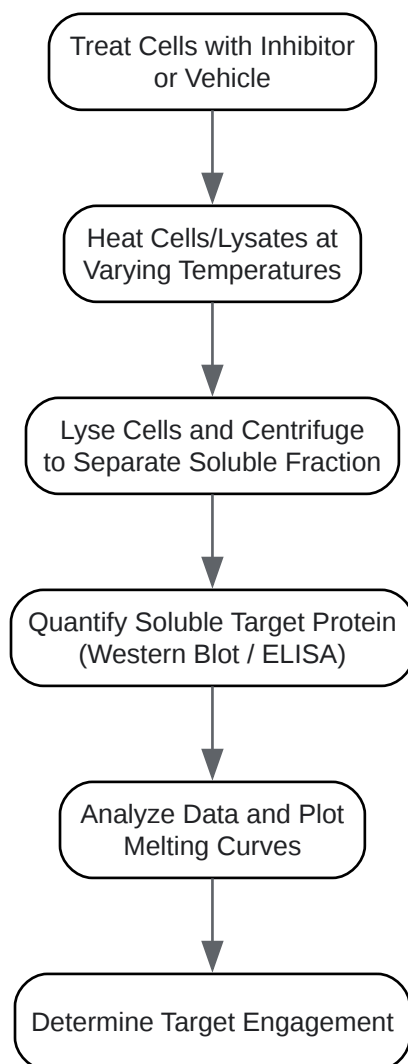 Treat Cells with Inhibitor
or Vehicle
Heat Cells/Lysates at
Varying Temperatures
Lyse Cells and Centrifuge
to Separate Soluble Fraction
Quantify Soluble Target Protein
(Western Blot / ELISA)
Analyze Data and Plot
Melting Curves
Determine Target Engagement